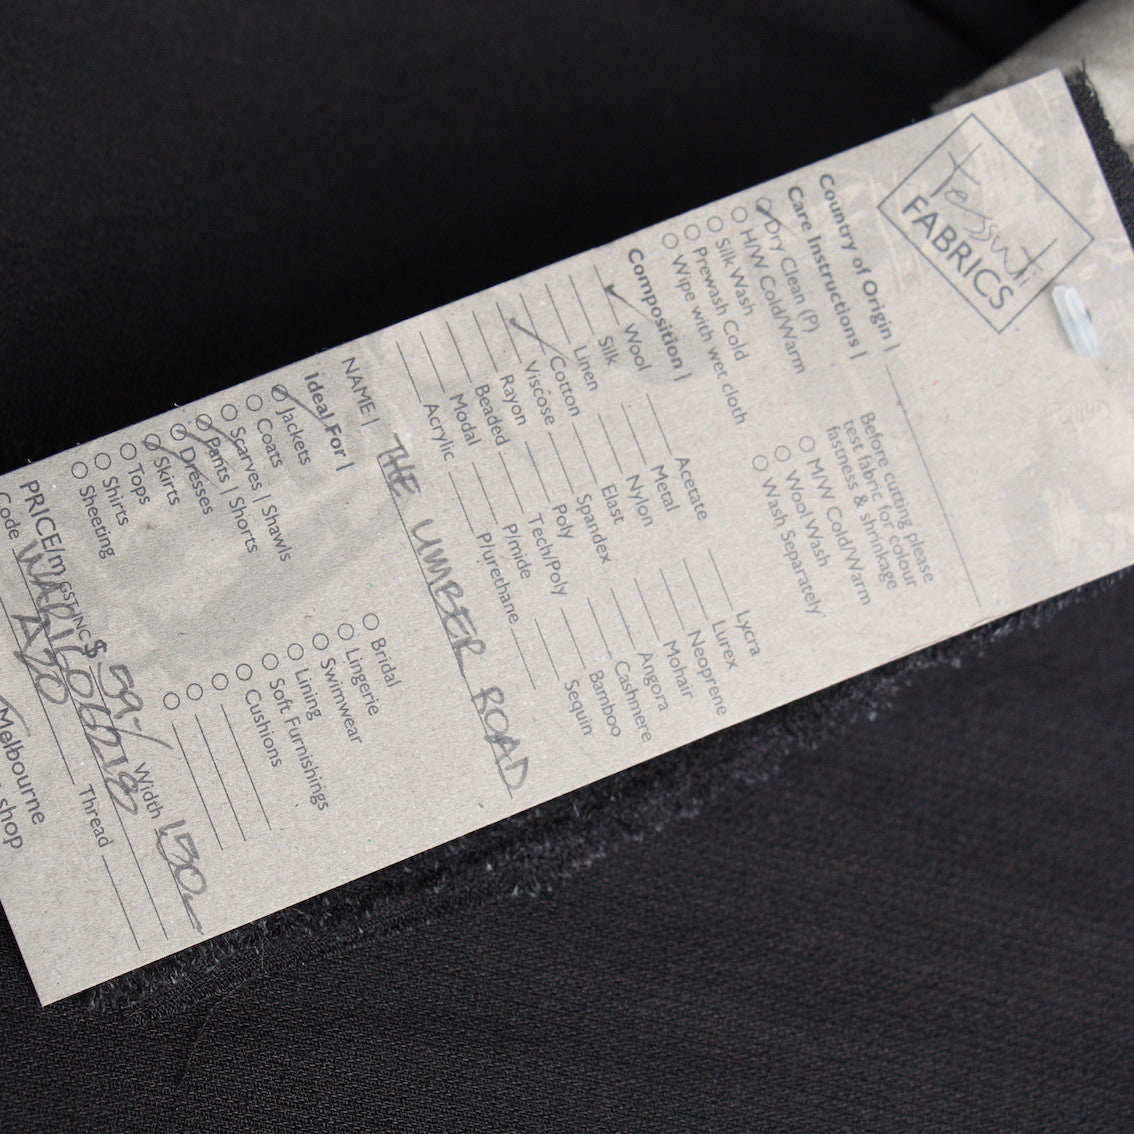 Tessuti
FABRICS
Country of Origin |
Care Instructions |
Dry Clean (P)
H/W Cold/Warm
Silk Wash
Prewash Cold
Wipe with wet cloth
Before cutting please
test fabric for colour
fastness & shrinkage
M/W Cold/Warm
Wool Wash
Wash Separately
Composition |
Wool Acetate Lycra
Silk Metal Lurex
Linen Nylon Neoprene
Cotton Elast Mohair
Viscose Spandex Angora
Rayon Poly Cashmere
Beaded Tech/Poly Bamboo
Modal P/mide Sequin
Acrylic P/urethane
NAME | THE UMBER ROAD
Ideal For |
Jackets Bridal
Coats Lingerie
Scarves | Shawls Swimwear
Pants | Shorts Lining
Dresses Soft Furnishings
Skirts Cushions
Tops
Shirts
Sheeting
PRICE/m GST INC $ 59/- Width 150
Code Thread
A20
Melbourne
shop